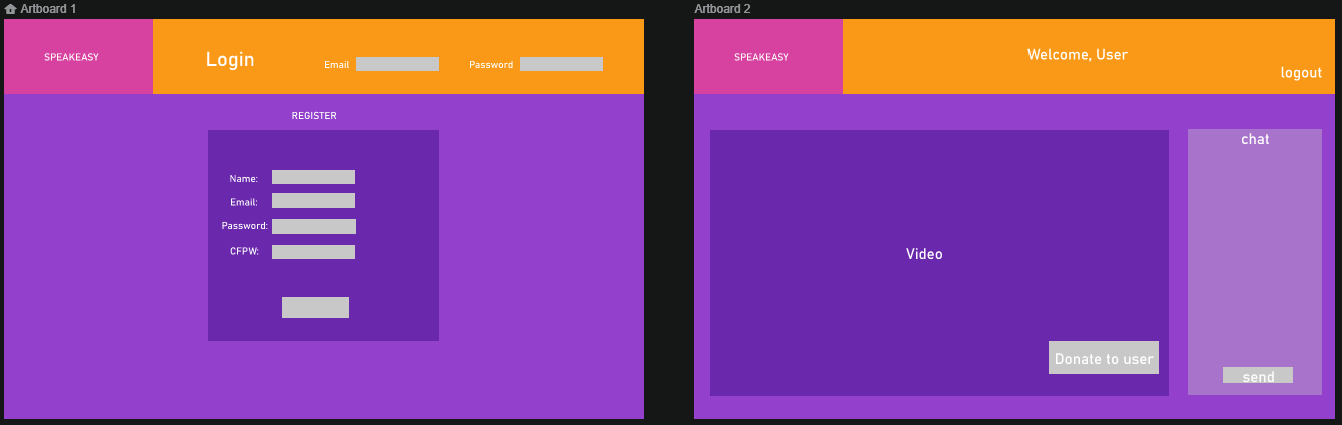 Artboard 1
SPEAKEASY
Login
Email
Password
REGISTER
Name:
Email:
Password:
CFPW:
Artboard 2
SPEAKEASY
Welcome, User
logout
chat
Video
Donate to user
send